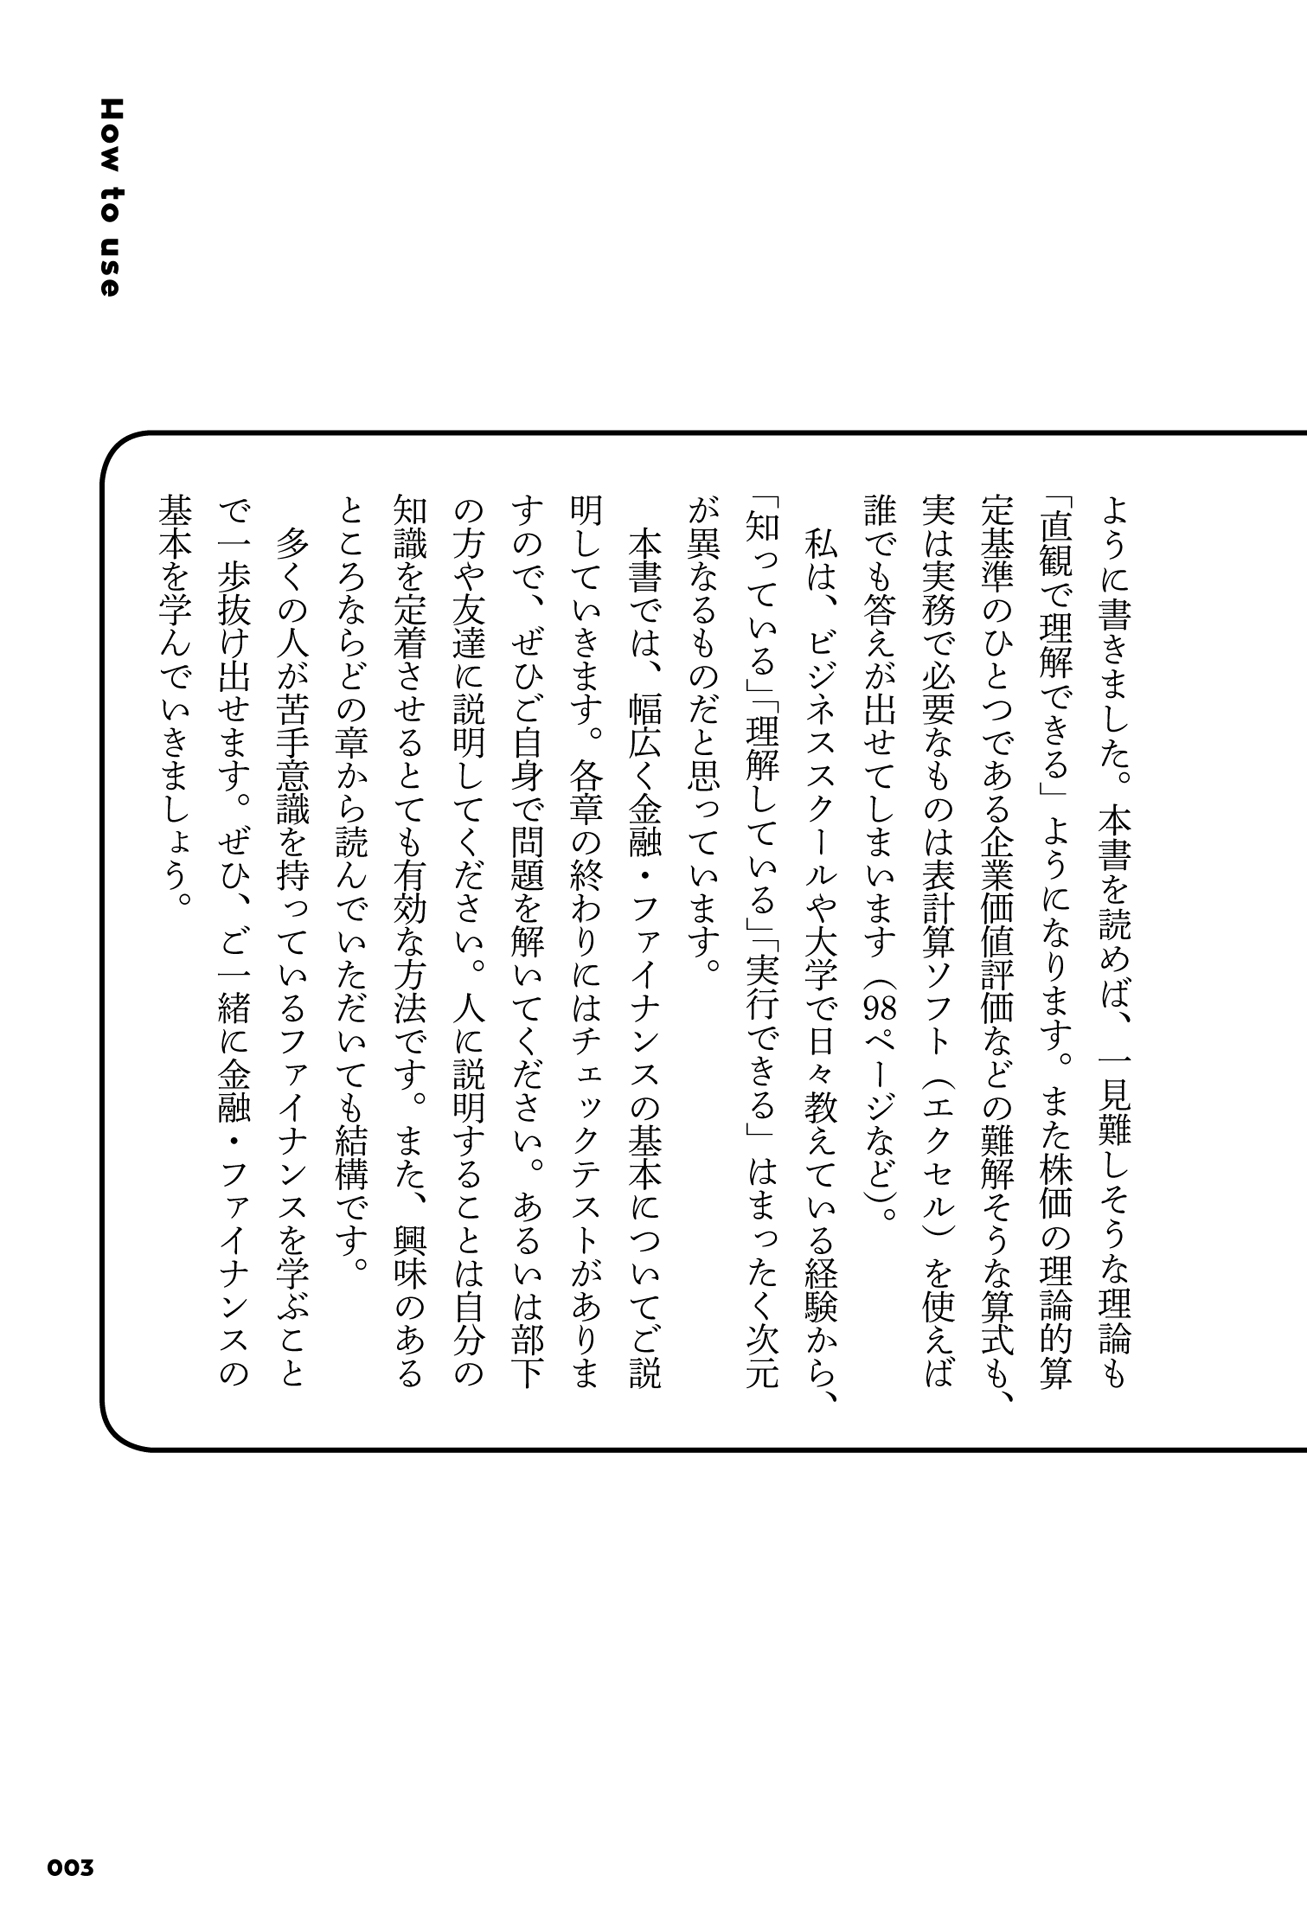 How to use
ように書きました。本書を読めば、一見難しそうな理論も
「直観で理解できる」ようになります。また株価の理論的算
定基準のひとつである企業価値評価などの難解そうな算式も、
実は実務で必要なものは表計算ソフト（エクセル）を使えば
誰でも答えが出せてしまいます（98ページなど）。
　私は、ビジネススクールや大学で日々教えている経験から、
「知っている」「理解している」「実行できる」はまったく次元
が異なるものだと思っています。
　本書では、幅広く金融・ファイナンスの基本についてご説
明していきます。各章の終わりにはチェックテストがありま
すので、ぜひご自身で問題を解いてください。あるいは部下
の方や友達に説明してください。人に説明することは自分の
知識を定着させるとても有効な方法です。また、興味のある
ところならどの章から読んでいただいても結構です。
　多くの人が苦手意識を持っているファイナンスを学ぶこと
で一歩抜け出せます。ぜひ、ご一緒に金融・ファイナンスの
基本を学んでいきましょう。
003